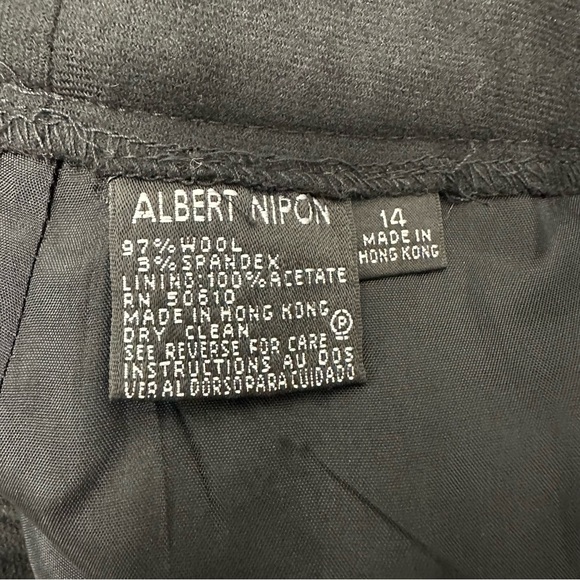 ALBERT NIPON
97% WOOL
3% SPANDEX
LINING:100% ACETATE
RN 50610
MADE IN HONG KONG
DRY CLEAN
P
SEE REVERSE FOR CARE
INSTRUCTIONS AU DOS
VER AL DORSO PARA CUIDADO
14
MADE IN
HONG KONG